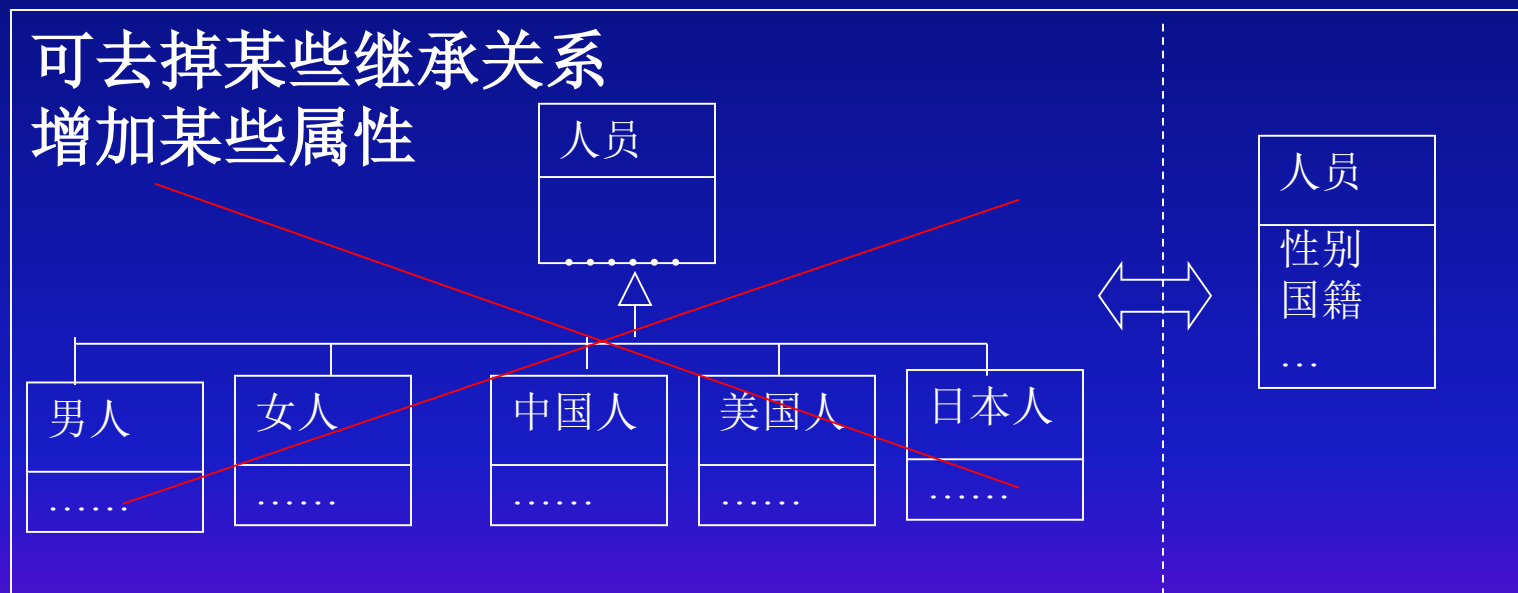 可去掉某些继承关系
增加某些属性
人员
......
男人
......
女人
......
中国人
......
美国人
......
日本人
......
人员
性别
国籍
...